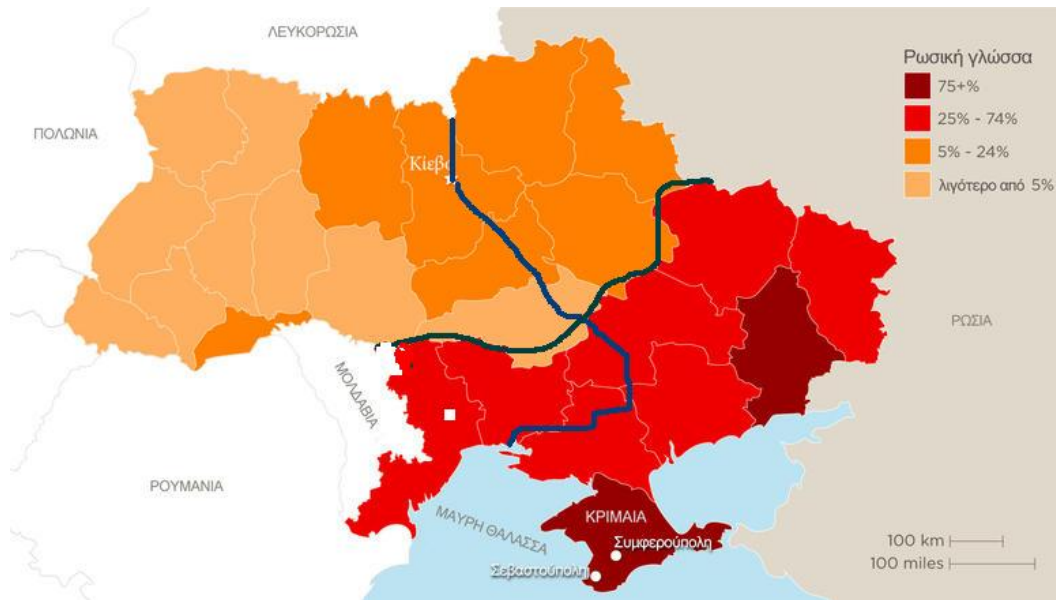 ΛΕΥΚΟΡΩΣΙΑ
Ρωσική γλώσσα
75+%
25% - 74%
5% - 24%
λιγότερο από 5%
ΠΟΛΩΝΙΑ
Κίεβο
ΡΩΣΙΑ
ΜΟΛΔΑΒΙΑ
ΡΟΥΜΑΝΙΑ
ΜΑΥΡΗ ΘΑΛΑΣΣΑ
ΚΡΙΜΑΙΑ
Συμφερούπολη
Σεβαστούπολη
100 km
100 miles